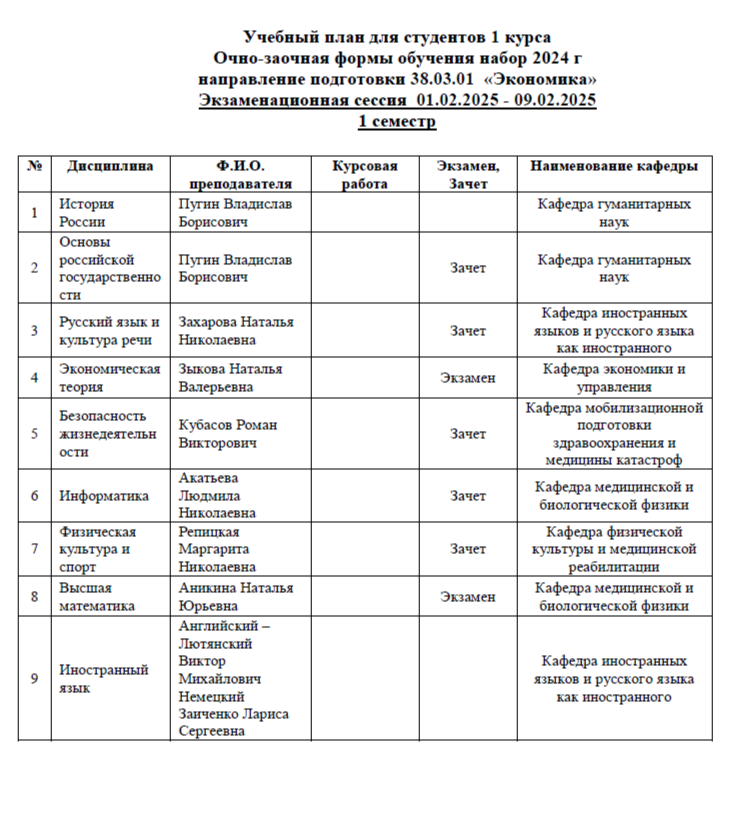 Учебный план для студентов 1 курса
Очно-заочная формы обучения набор 2024 г
направление подготовки 38.03.01 «Экономика»
Экзаменационная сессия 01.02.2025 - 09.02.2025
1 семестр
№
Дисциплина
Ф.И.О.
преподавателя
Курсовая
работа
Экзамен,
Зачет
Наименование кафедры
1
История
России
Пугин Владислав
Борисович
Кафедра гуманитарных
наук
2
Основы
российской
государственно
сти
Пугин Владислав
Борисович
Зачет
Кафедра гуманитарных
наук
3
Русский язык и
культура речи
Захарова Наталья
Николаевна
Зачет
Кафедра иностранных
языков и русского языка
как иностранного
4
Экономическая
теория
Зыкова Наталья
Валерьевна
Экзамен
Кафедра экономики и
управления
5
Безопасность
жизнедеятельн
ости
Кубасов Роман
Викторович
Зачет
Кафедра мобилизационной
подготовки
здравоохранения и
медицины катастроф
6
Информатика
Акатьева
Людмила
Николаевна
Зачет
Кафедра медицинской и
биологической физики
7
Физическая
культура и
спорт
Репицкая
Маргарита
Николаевна
Зачет
Кафедра физической
культуры и медицинской
реабилитации
8
Высшая
математика
Аникина Наталья
Юрьевна
Экзамен
Кафедра медицинской и
биологической физики
9
Иностранный
язык
Английский –
Лютянский
Виктор
Михайлович
Немецкий
Заиченко Лариса
Сергеевна
Кафедра иностранных
языков и русского языка
как иностранного